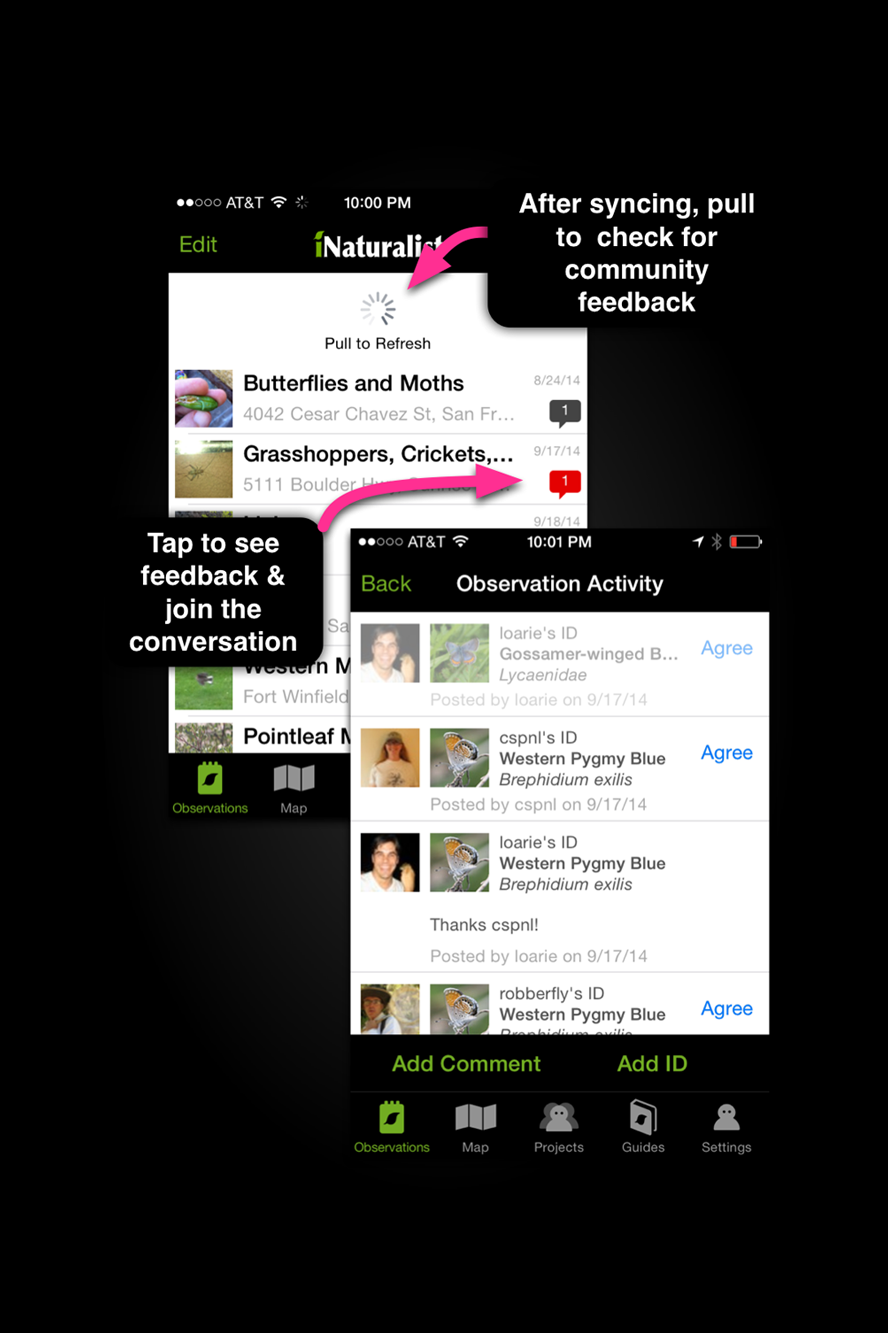 AT&T 10:00 PM
After syncing, pull
to check for
community
feedback
Edit
iNaturalist
Pull to Refresh
Butterflies and Moths 8/24/14
4042 Cesar Chavez St, San Fr... 1
Grasshoppers, Crickets,... 9/17/14
5111 Boulder 1
9/18/14
Tap to see
feedback &
join the
conversation
Sa
Western M
Fort Winfield
Pointleaf
Observations Map
AT&T 10:01 PM
Back Observation Activity
loarie's ID
Gossamer-winged B... Agree
Lycaenidae
Posted by loarie on 9/17/14
cspnl's ID
Western Pygmy Blue Agree
Brephidium exilis
Posted by cspnl on 9/17/14
loarie's ID
Western Pygmy Blue
Brephidium exilis
Thanks cspnl!
Posted by loarie on 9/17/14
robberfly's ID
Western Pygmy Blue Agree
Brephidium exilis
Add Comment Add ID
Observations Map Projects Guides Settings